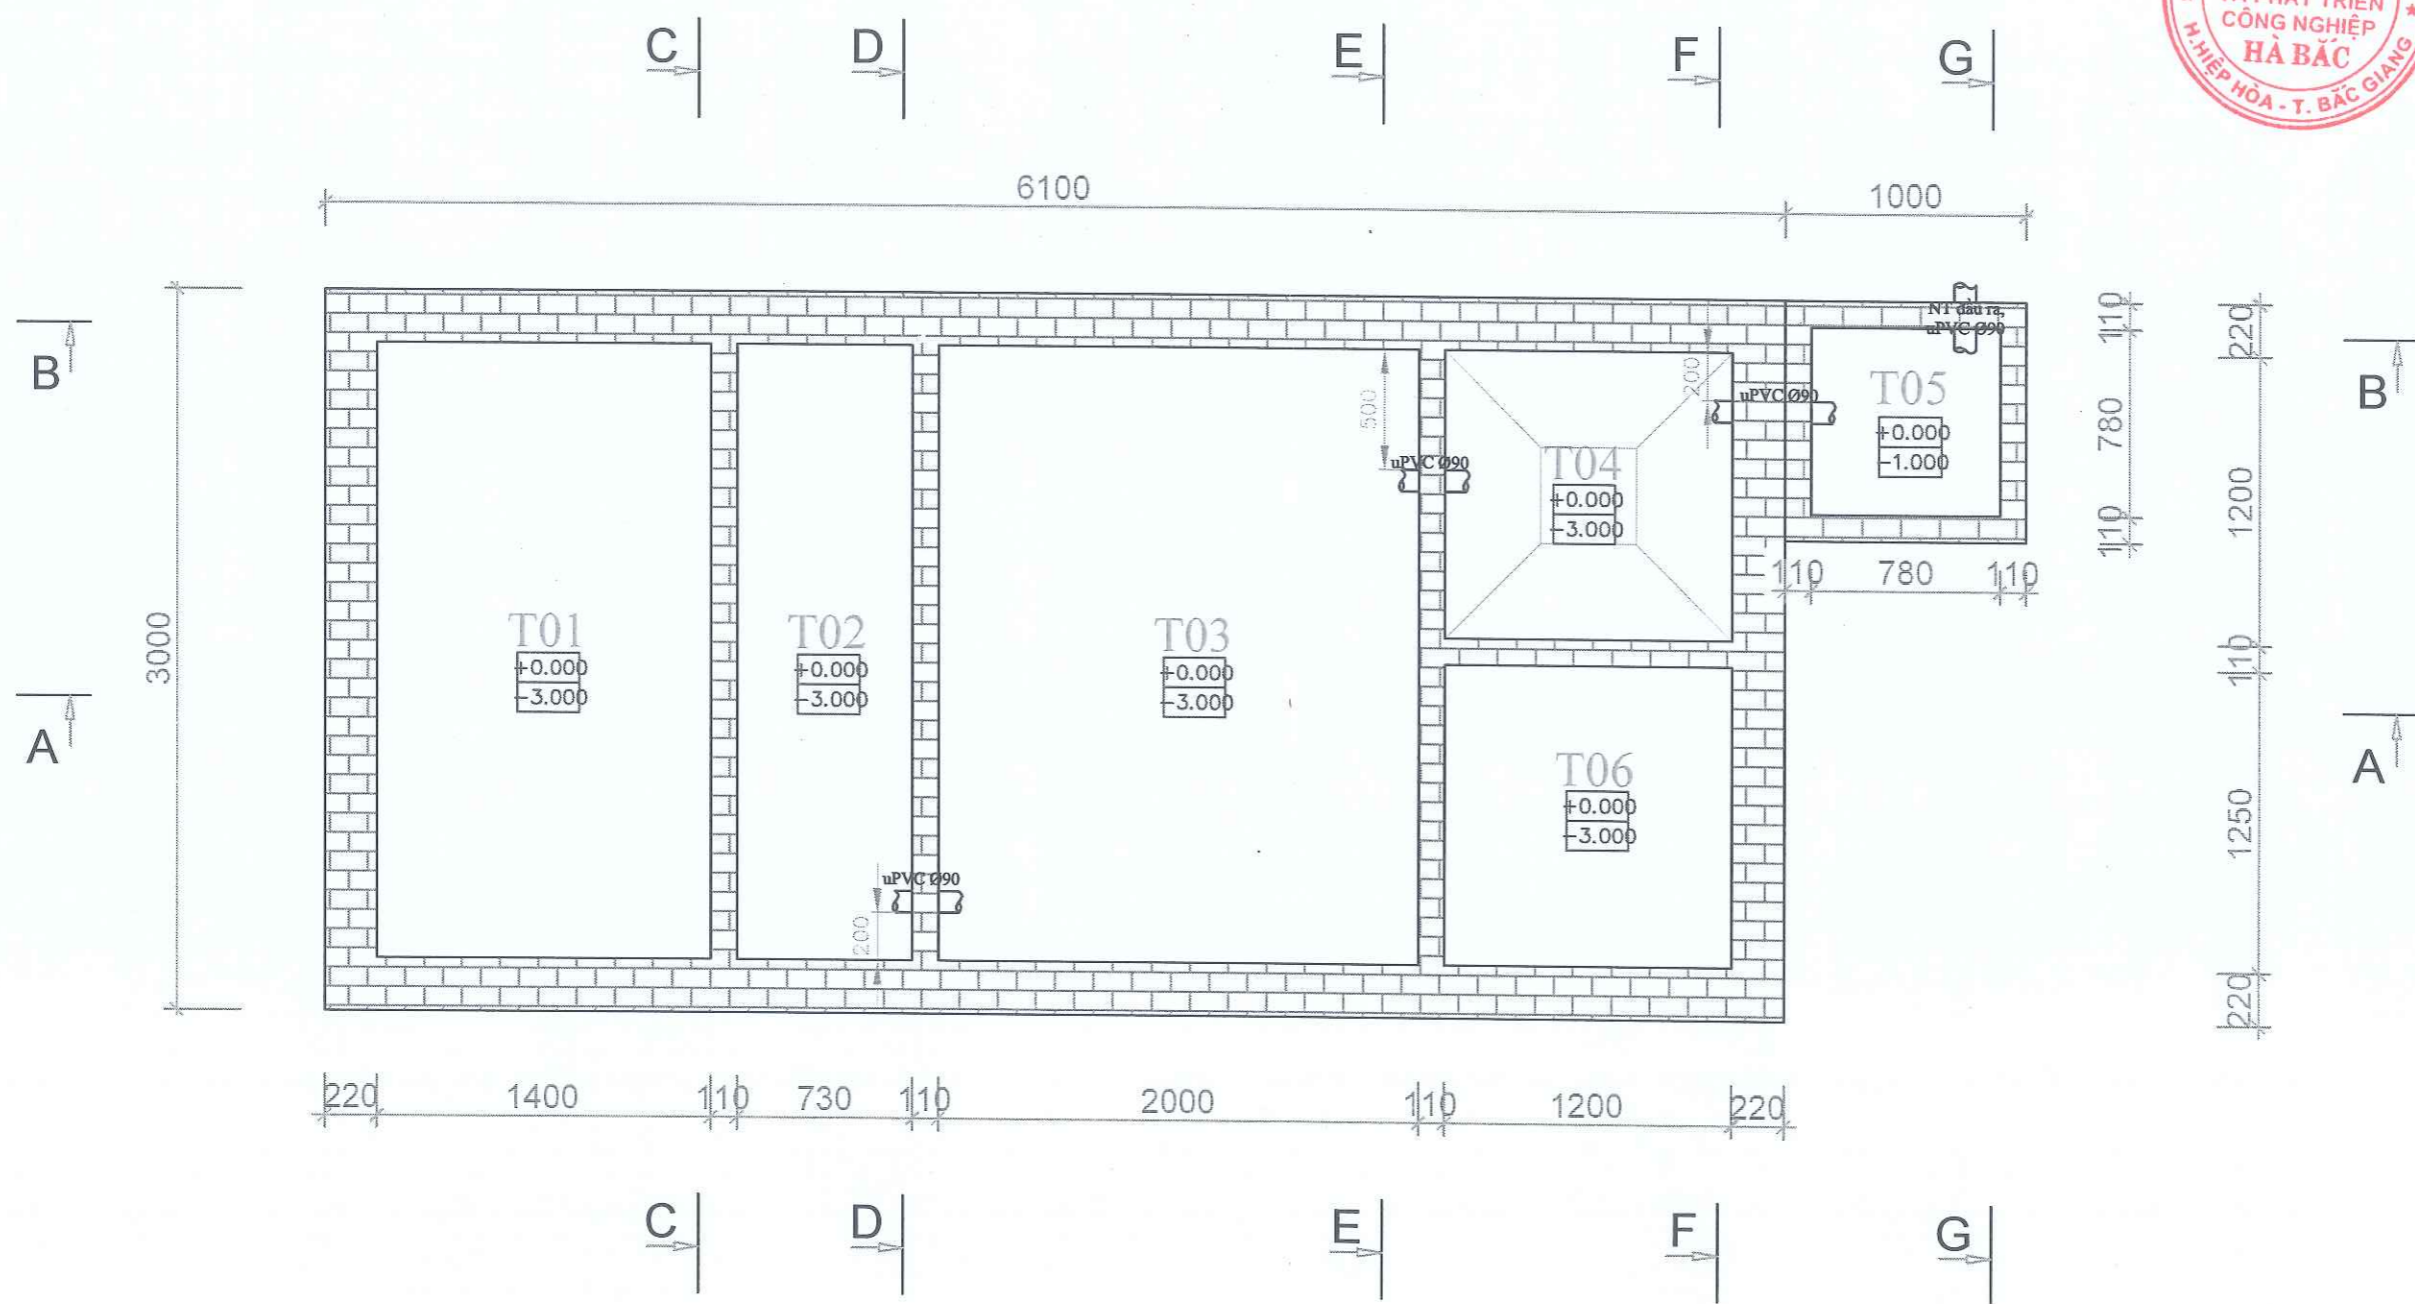 CÔNG NGHIỆP
HÀ BẮC
H.HIỆP HÒA - T. BẮC GIANG
C
D
E
F
G
6100
1000
B
B
A
A
3000
NT đầu ra,
uPVC Ø90
T05
+0.000
-1.000
uPVC Ø90
200
500
uPVC Ø90
T04
+0.000
-3.000
110
780
110
110
780
110
220
1200
110
1250
220
T01
+0.000
-3.000
T02
+0.000
-3.000
T03
+0.000
-3.000
T06
+0.000
-3.000
uPVC Ø90
200
220
1400
110
730
110
2000
110
1200
220
C
D
E
F
G